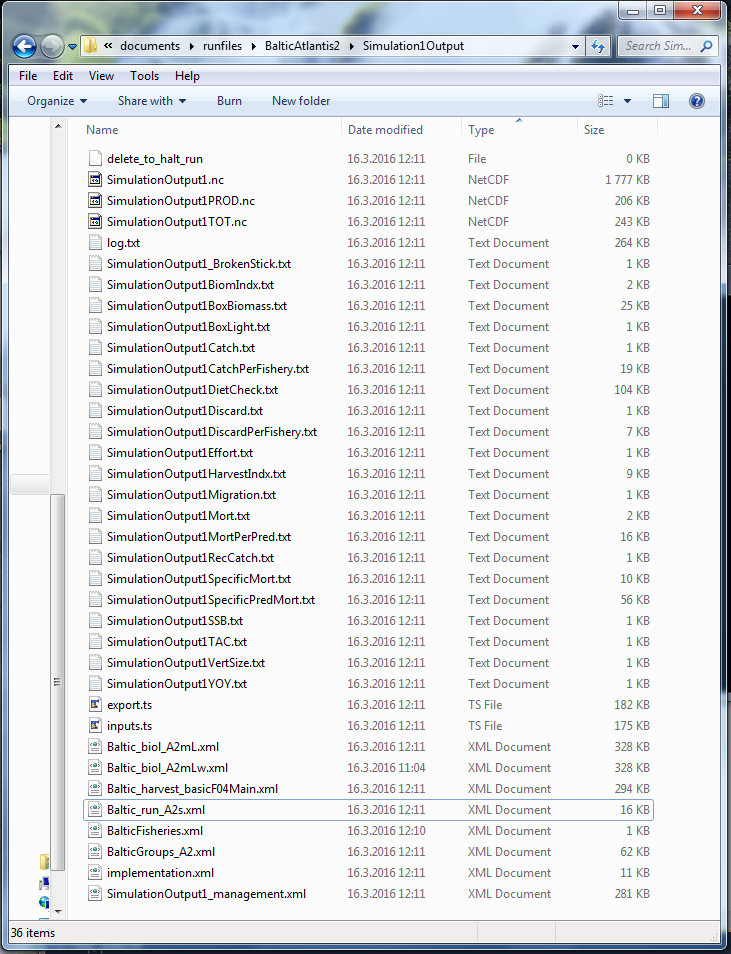 « documents ▸ runfiles ▸ BalticAtlantis2 ▸ Simulation1Output
Search Sim...
File Edit View Tools Help
Organize Share with Burn New folder
Name Date modified Type Size
delete_to_halt_run 16.3.2016 12:11 File 0 KB
SimulationOutput1.nc 16.3.2016 12:11 NetCDF 1 777 KB
SimulationOutput1PROD.nc 16.3.2016 12:11 NetCDF 206 KB
SimulationOutput1TOT.nc 16.3.2016 12:11 NetCDF 243 KB
log.txt 16.3.2016 12:11 Text Document 264 KB
SimulationOutput1_BrokenStick.txt 16.3.2016 12:11 Text Document 1 KB
SimulationOutput1BiomIndx.txt 16.3.2016 12:11 Text Document 2 KB
SimulationOutput1BoxBiomass.txt 16.3.2016 12:11 Text Document 25 KB
SimulationOutput1BoxLight.txt 16.3.2016 12:11 Text Document 1 KB
SimulationOutput1Catch.txt 16.3.2016 12:11 Text Document 1 KB
SimulationOutput1CatchPerFishery.txt 16.3.2016 12:11 Text Document 19 KB
SimulationOutput1DietCheck.txt 16.3.2016 12:11 Text Document 104 KB
SimulationOutput1Discard.txt 16.3.2016 12:11 Text Document 1 KB
SimulationOutput1DiscardPerFishery.txt 16.3.2016 12:11 Text Document 7 KB
SimulationOutput1Effort.txt 16.3.2016 12:11 Text Document 1 KB
SimulationOutput1HarvestIndx.txt 16.3.2016 12:11 Text Document 9 KB
SimulationOutput1Migration.txt 16.3.2016 12:11 Text Document 1 KB
SimulationOutput1Mort.txt 16.3.2016 12:11 Text Document 2 KB
SimulationOutput1MortPerPred.txt 16.3.2016 12:11 Text Document 16 KB
SimulationOutput1RecCatch.txt 16.3.2016 12:11 Text Document 1 KB
SimulationOutput1SpecificMort.txt 16.3.2016 12:11 Text Document 10 KB
SimulationOutput1SpecificPredMort.txt 16.3.2016 12:11 Text Document 56 KB
SimulationOutput1SSB.txt 16.3.2016 12:11 Text Document 1 KB
SimulationOutput1TAC.txt 16.3.2016 12:11 Text Document 1 KB
SimulationOutput1VertSize.txt 16.3.2016 12:11 Text Document 1 KB
SimulationOutput1YOY.txt 16.3.2016 12:11 Text Document 1 KB
export.ts 16.3.2016 12:11 TS File 182 KB
inputs.ts 16.3.2016 12:11 TS File 175 KB
Baltic_biol_A2mL.xml 16.3.2016 12:11 XML Document 328 KB
Baltic_biol_A2mLw.xml 16.3.2016 11:04 XML Document 328 KB
Baltic_harvest_basicF04Main.xml 16.3.2016 12:11 XML Document 294 KB
Baltic_run_A2s.xml 16.3.2016 12:11 XML Document 16 KB
BalticFisheries.xml 16.3.2016 12:10 XML Document 1 KB
BalticGroups_A2.xml 16.3.2016 12:11 XML Document 62 KB
implementation.xml 16.3.2016 12:11 XML Document 11 KB
SimulationOutput1_management.xml 16.3.2016 12:11 XML Document 281 KB
36 items